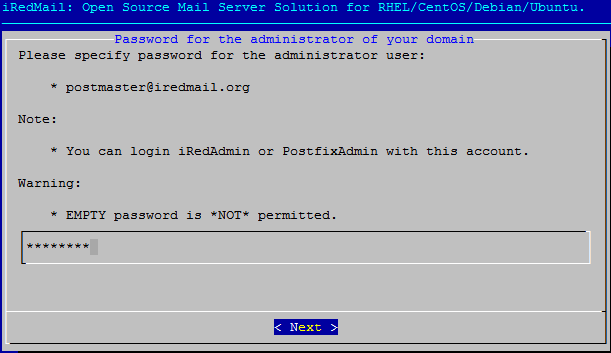 iRedMail: Open Source Mail Server Solution for RHEL/CentOS/Debian/Ubuntu.
Password for the administrator of your domain
Please specify password for the administrator user:
* postmaster@iredmail.org
Note:
* You can login iRedAdmin or PostfixAdmin with this account.
Warning:
* EMPTY password is *NOT* permitted.
********
< Next >